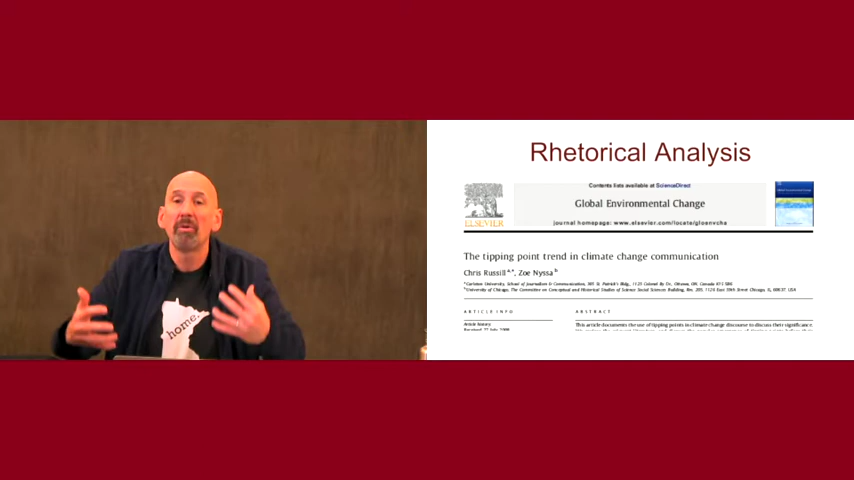 home.
Rhetorical Analysis
Contents lists available at ScienceDirect
Global Environmental Change
journal homepage: www.elsevier.com/locate/gloenvcha
ELSEVIER
The tipping point trend in climate change communication
Chris Russill a,*, Zoe Nyssa b
ARTICLE INFO
ABSTRACT
Article history:
This article documents the use of tipping points in climate change discourse to discuss their significance.